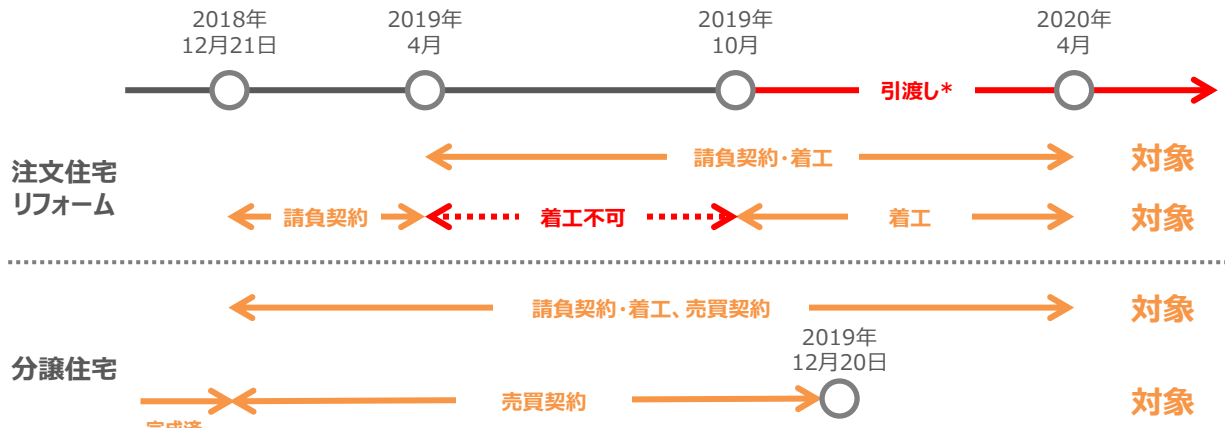 2018年
12月21日
2019年
4月
2019年
10月
2020年
4月
引渡し*
注文住宅
リフォーム
請負契約・着工
対象
請負契約
着工不可
着工
対象
分譲住宅
請負契約・着工、売買契約
対象
2019年
12月20日
売買契約
対象
完成済